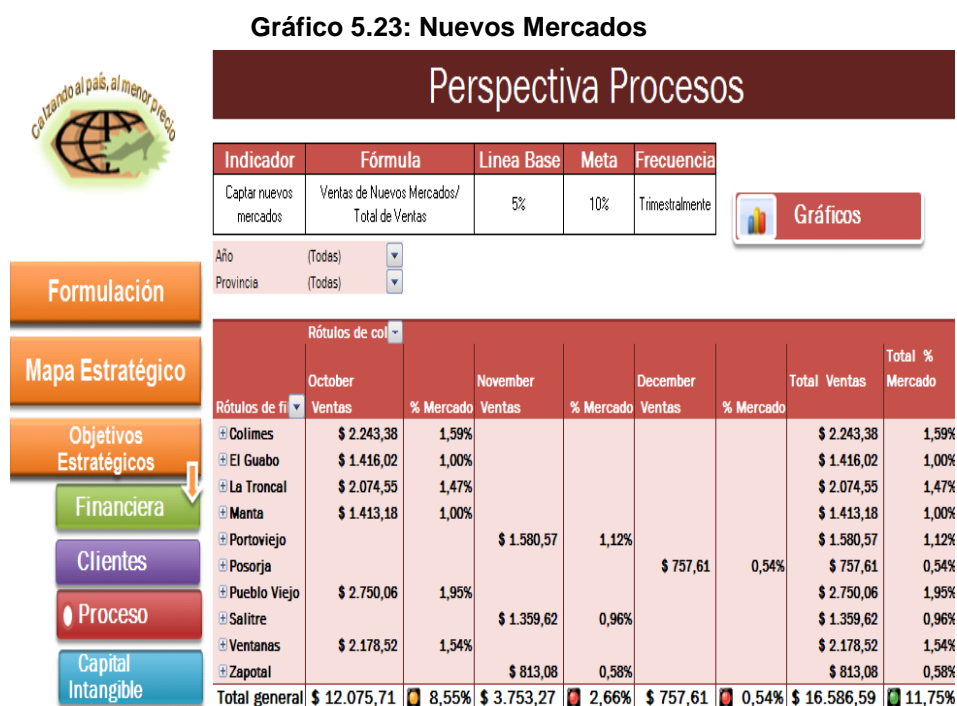 Gráfico 5.23: Nuevos Mercados
Calzando al país, al menor precio
Perspectiva Procesos
Indicador Fórmula Linea Base Meta Frecuencia
Captar nuevos mercados Ventas de Nuevos Mercados/ Total de Ventas 5% 10% Trimestralmente
Gráficos
Año (Todas)
Provincia (Todas)
Formulación
Mapa Estratégico
Objetivos
Estratégicos
Financiera
Clientes
Proceso
Capital
Intangible
Rótulos de col
October November December Total Ventas Total % Mercado
Rótulos de fi Ventas % Mercado Ventas % Mercado Ventas % Mercado
Colimes $ 2.243,38 1,59% $ 2.243,38 1,59%
El Guabo $ 1.416,02 1,00% $ 1.416,02 1,00%
La Troncal $ 2.074,55 1,47% $ 2.074,55 1,47%
Manta $ 1.413,18 1,00% $ 1.413,18 1,00%
Portoviejo $ 1.580,57 1,12% $ 1.580,57 1,12%
Posorja $ 757,61 0,54% $ 757,61 0,54%
Pueblo Viejo $ 2.750,06 1,95% $ 2.750,06 1,95%
Salitre $ 1.359,62 0,96% $ 1.359,62 0,96%
Ventanas $ 2.178,52 1,54% $ 2.178,52 1,54%
Zapotal $ 813,08 0,58% $ 813,08 0,58%
Total general $ 12.075,71 8,55% $ 3.753,27 2,66% $ 757,61 0,54% $ 16.586,59 11,75%